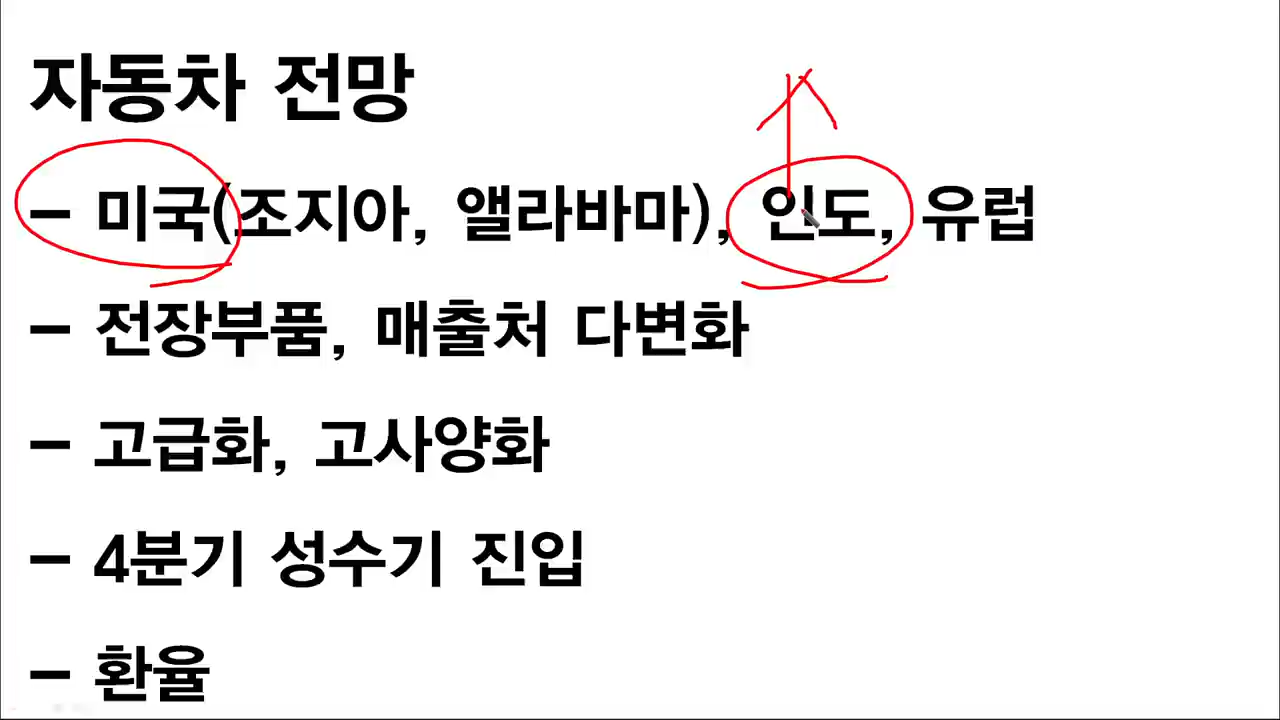 자동차 전망
- 미국(조지아, 앨라바마), 인도, 유럽
- 전장부품, 매출처 다변화
- 고급화, 고사양화
- 4분기 성수기 진입
- 환율